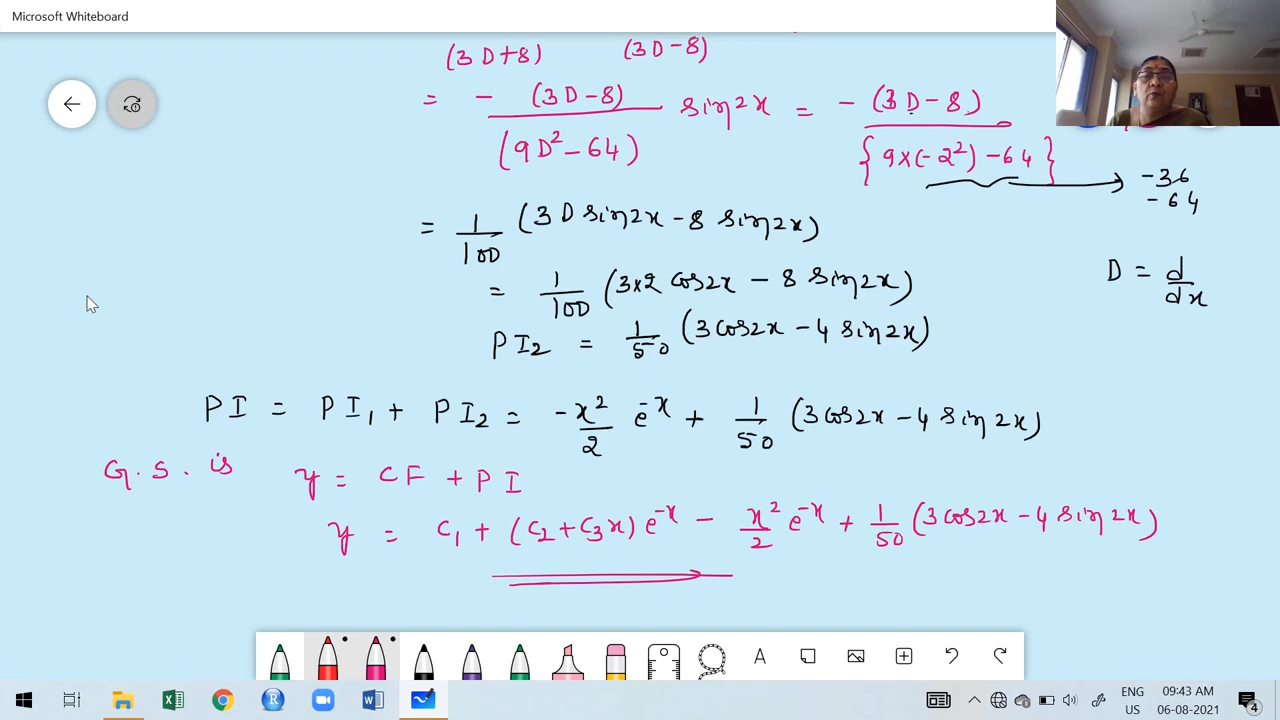 Microsoft Whiteboard
(3D+8) (3D-8)
= - (3D-8) / (9D² - 64) sin2x = - (3D-8) / {9×(-2²) -64}
-36
-64
= 1/100 (3D sin2x - 8 sin2x)
D = d/dx
= 1/100 (3×2 cos2x - 8 sin2x)
PI₂ = 1/50 (3cos2x - 4 sin2x)
PI = PI₁ + PI₂ = -x²/2 e⁻ˣ + 1/50 (3cos2x - 4 sin2x)
G.S. is y = CF + PI
y = c₁ + (c₂+c₃x) e⁻ˣ - x²/2 e⁻ˣ + 1/50 (3cos2x - 4 sin2x)
ENG 09:43 AM
US 06-08-2021 4